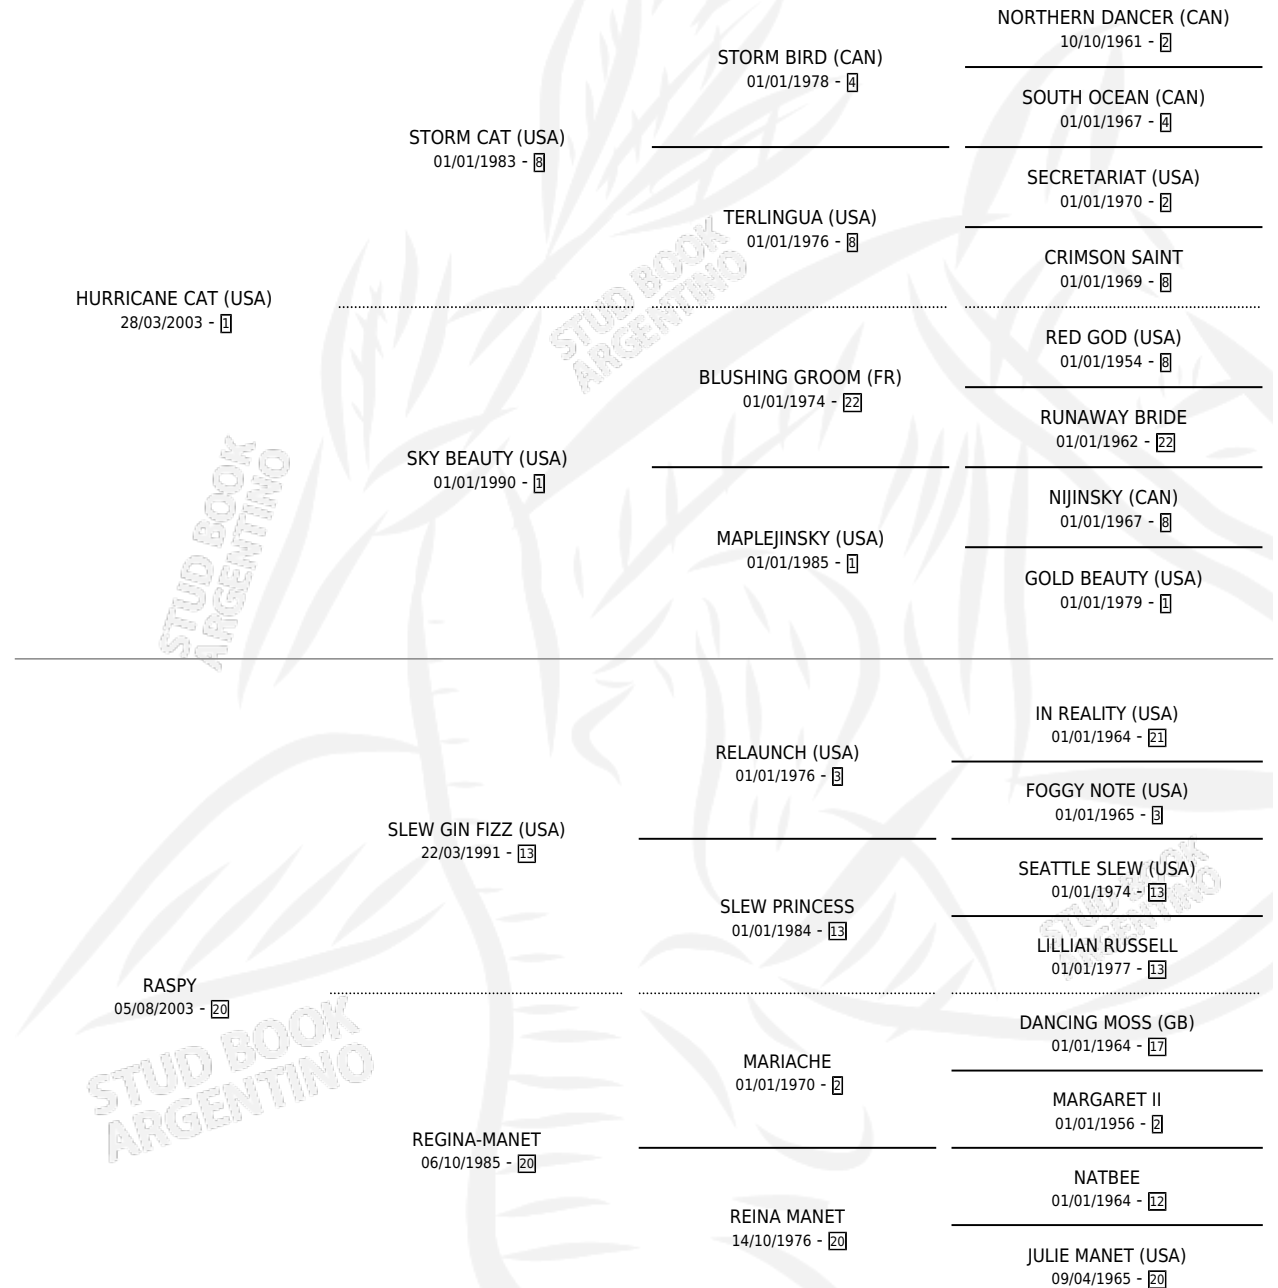 NORTHERN DANCER (CAN)
10/10/1961 - 2
STORM BIRD (CAN)
01/01/1978 - 4
SOUTH OCEAN (CAN)
01/01/1967 - 4
STORM CAT (USA)
01/01/1983 - 8
SECRETARIAT (USA)
01/01/1970 - 2
TERLINGUA (USA)
01/01/1976 - 8
CRIMSON SAINT
01/01/1969 - 8
HURRICANE CAT (USA)
28/03/2003 - 1
STUD BOOK
ARGENTINO
RED GOD (USA)
01/01/1954 - 8
BLUSHING GROOM (FR)
01/01/1974 - 22
RUNAWAY BRIDE
01/01/1962 - 22
SKY BEAUTY (USA)
01/01/1990 - 1
NIJINSKY (CAN)
01/01/1967 - 8
MAPLEJINSKY (USA)
01/01/1985 - 1
GOLD BEAUTY (USA)
01/01/1979 - 1
STUD BOOK
ARGENTINO
IN REALITY (USA)
01/01/1964 - 21
RELAUNCH (USA)
01/01/1976 - 3
FOGGY NOTE (USA)
01/01/1965 - 3
SLEW GIN FIZZ (USA)
22/03/1991 - 13
SEATTLE SLEW (USA)
01/01/1974 - 13
STUD BOOK
ARGENTINO
SLEW PRINCESS
01/01/1984 - 13
LILLIAN RUSSELL
01/01/1977 - 13
RASPY
05/08/2003 - 20
STUD BOOK
ARGENTINO
DANCING MOSS (GB)
01/01/1964 - 17
MARIACHE
01/01/1970 - 2
MARGARET II
01/01/1956 - 2
REGINA-MANET
06/10/1985 - 20
NATBEE
01/01/1964 - 12
REINA MANET
14/10/1976 - 20
JULIE MANET (USA)
09/04/1965 - 20